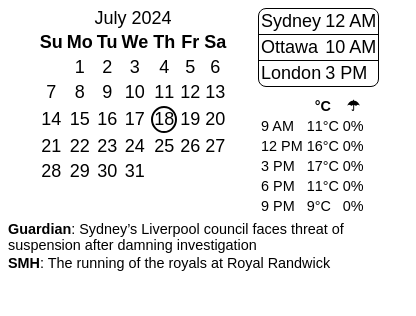 July 2024
Su Mo Tu We Th Fr Sa
1 2 3 4 5 6
7 8 9 10 11 12 13
14 15 16 17 18 19 20
21 22 23 24 25 26 27
28 29 30 31
Sydney 12 AM
Ottawa 10 AM
London 3 PM
°C ☂
9 AM 11°C 0%
12 PM 16°C 0%
3 PM 17°C 0%
6 PM 11°C 0%
9 PM 9°C 0%
Guardian: Sydney’s Liverpool council faces threat of
suspension after damning investigation
SMH: The running of the royals at Royal Randwick